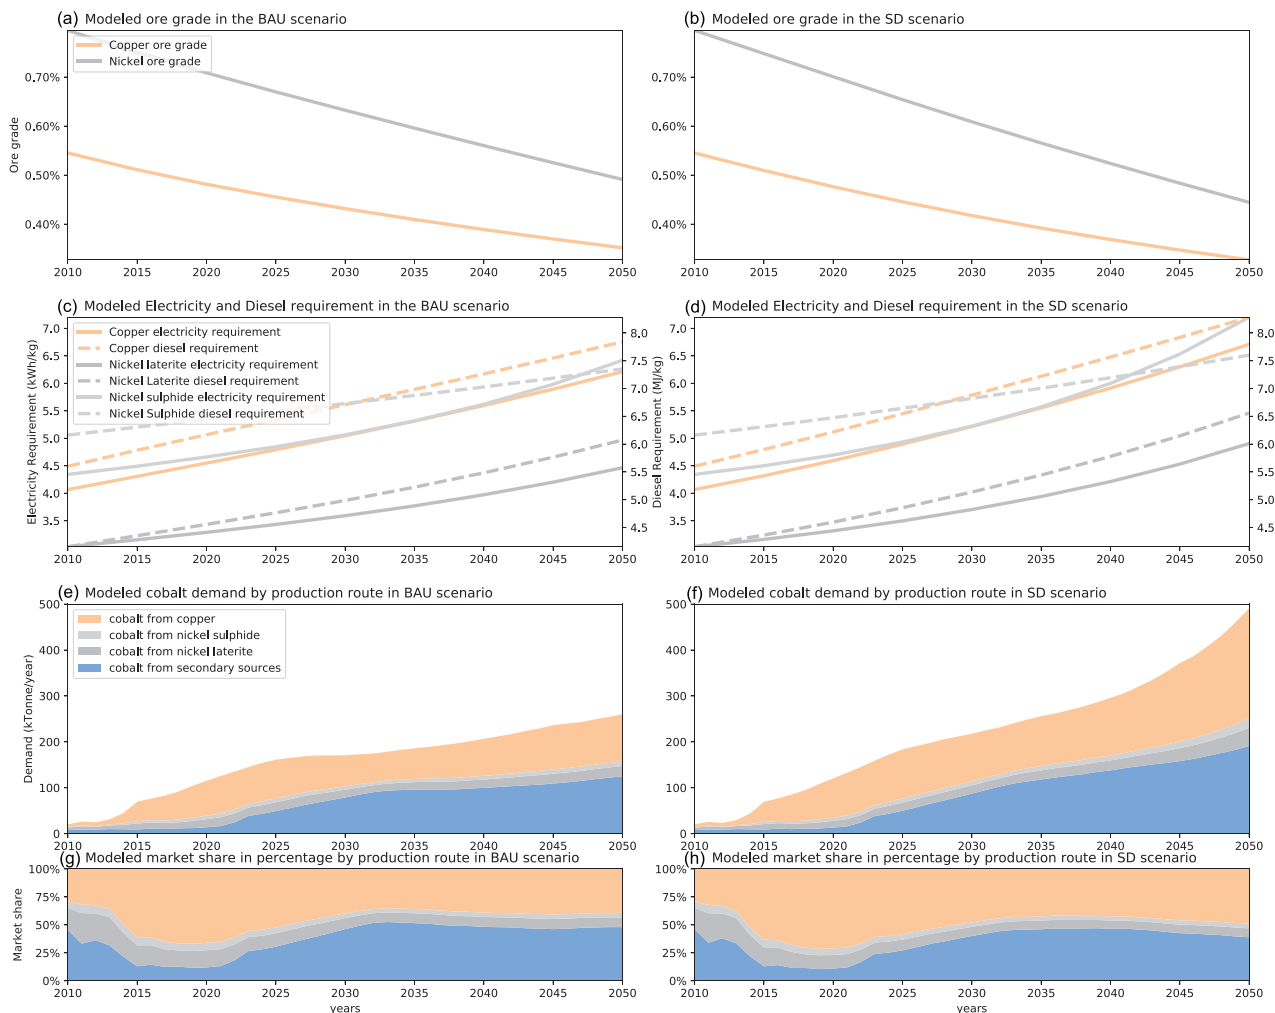 (a) Modeled ore grade in the BAU scenario
Copper ore grade
Nickel ore grade
0.70%
0.60%
0.50%
0.40%
Ore grade
2010 2015 2020 2025 2030 2035 2040 2045 2050
(b) Modeled ore grade in the SD scenario
0.70%
0.60%
0.50%
0.40%
2010 2015 2020 2025 2030 2035 2040 2045 2050
(c) Modeled Electricity and Diesel requirement in the BAU scenario
Copper electricity requirement
Copper diesel requirement
Nickel laterite electricity requirement
Nickel Laterite diesel requirement
Nickel sulphide electricity requirement
Nickel Sulphide diesel requirement
7.0
6.5
6.0
5.5
5.0
4.5
4.0
3.5
Electricity Requirement (kWh/kg)
8.0
7.5
7.0
6.5
6.0
5.5
5.0
4.5
Diesel Requirement (MJ/kg)
2010 2015 2020 2025 2030 2035 2040 2045 2050
(d) Modeled Electricity and Diesel requirement in the SD scenario
7.0
6.5
6.0
5.5
5.0
4.5
4.0
3.5
8.0
7.5
7.0
6.5
6.0
5.5
5.0
4.5
2010 2015 2020 2025 2030 2035 2040 2045 2050
(e) Modeled cobalt demand by production route in BAU scenario
cobalt from copper
cobalt from nickel sulphide
cobalt from nickel laterite
cobalt from secondary sources
500
400
300
200
100
0
Demand (kTonne/year)
2010 2015 2020 2025 2030 2035 2040 2045 2050
(f) Modeled cobalt demand by production route in SD scenario
500
400
300
200
100
0
2010 2015 2020 2025 2030 2035 2040 2045 2050
(g) Modeled market share in percentage by production route in BAU scenario
100%
75%
50%
25%
0%
Market share
2010 2015 2020 2025 2030 2035 2040 2045 2050
years
(h) Modeled market share in percentage by production route in SD scenario
100%
75%
50%
25%
0%
2010 2015 2020 2025 2030 2035 2040 2045 2050
years